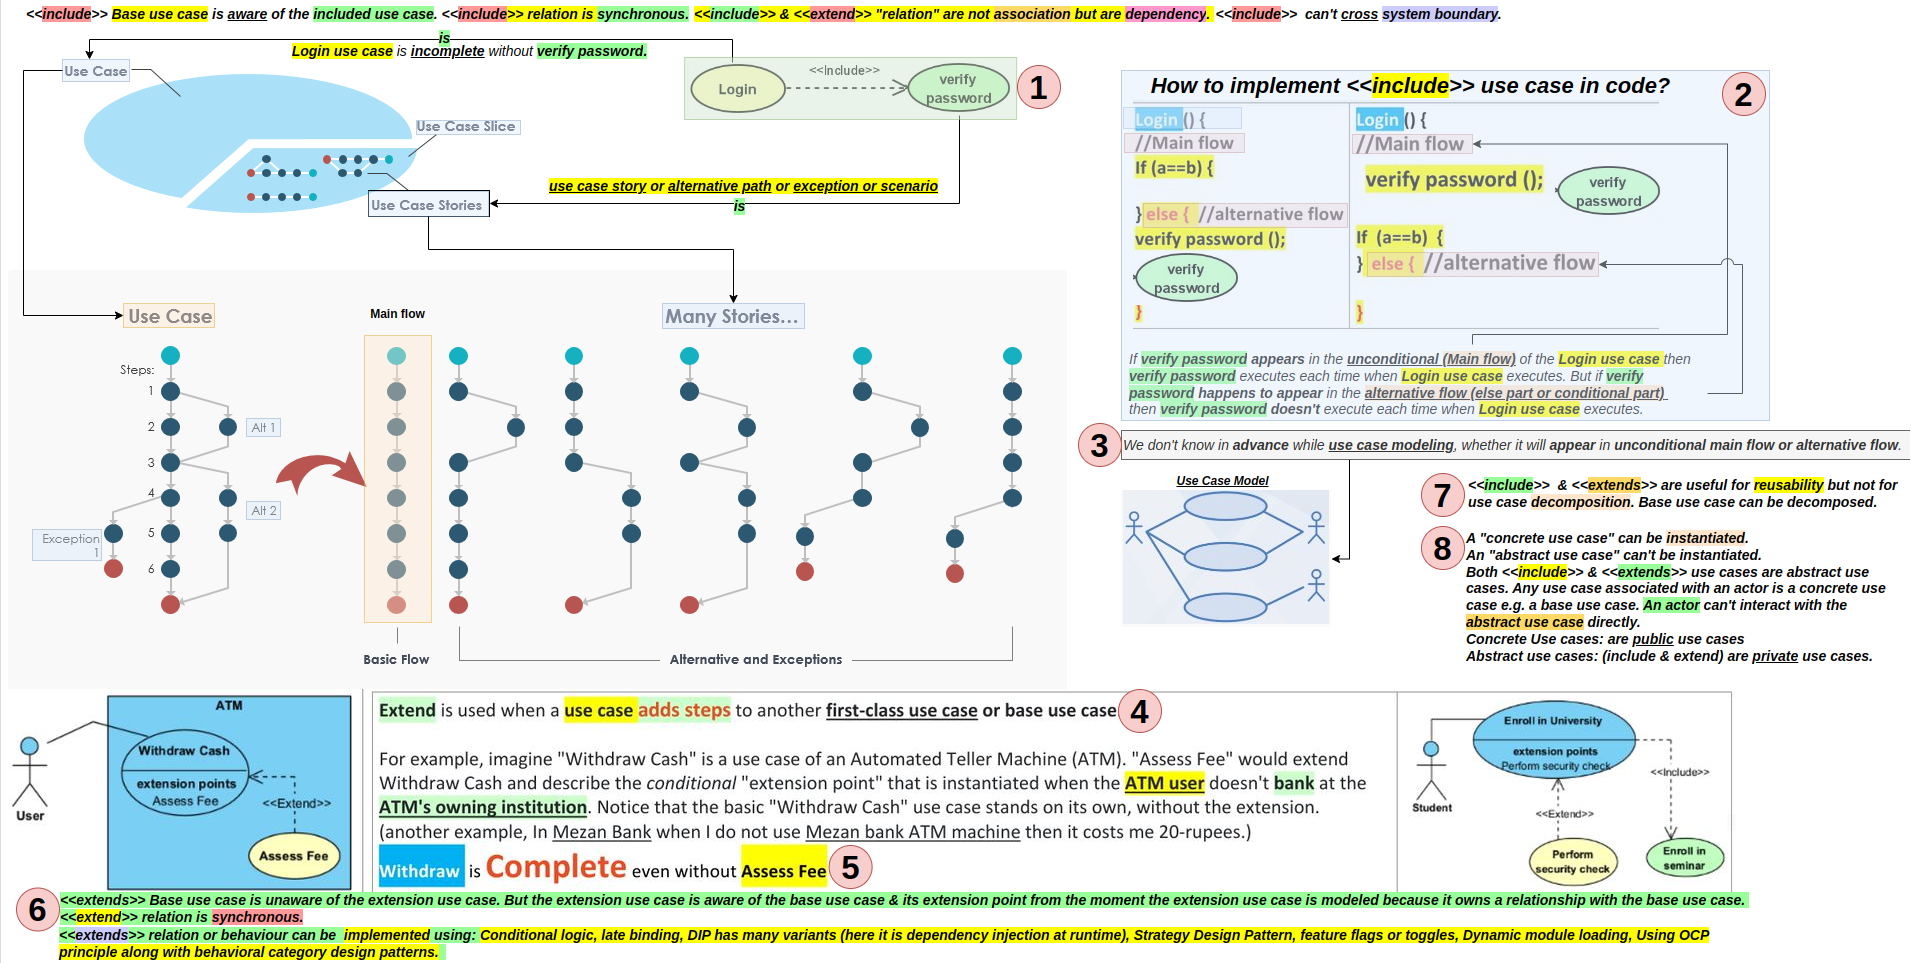 <<include>> Base use case is aware of the included use case. <<include>> relation is synchronous. <<include>> & <<extend>> "relation" are not association but are dependency. <<include>> can't cross system boundary.
is
Login use case is incomplete without verify password.
Use Case
Use Case Slice
Use Case Stories
use case story or alternative path or exception or scenario
is
Login
<<Include>>
verify
password
1
How to implement <<include>> use case in code?
2
Login () {
//Main flow
If (a==b) {
} else { //alternative flow
verify password ();
verify
password
}
Login () {
//Main flow
verify password ();
verify
password
If (a==b) {
} else { //alternative flow
}
If verify password appears in the unconditional (Main flow) of the Login use case then
verify password executes each time when Login use case executes. But if verify
password happens to appear in the alternative flow (else part or conditional part)
then verify password doesn't execute each time when Login use case executes.
Use Case
Main flow
Many Stories...
Steps:
1
2
3
4
5
6
Alt 1
Alt 2
Exception
1
Basic Flow
Alternative and Exceptions
3
We don't know in advance while use case modeling, whether it will appear in unconditional main flow or alternative flow.
Use Case Model
7
<<include>> & <<extends>> are useful for reusability but not for
use case decomposition. Base use case can be decomposed.
8
A "concrete use case" can be instantiated.
An "abstract use case" can't be instantiated.
Both <<include>> & <<extends>> use cases are abstract use
cases. Any use case associated with an actor is a concrete use
case e.g. a base use case. An actor can't interact with the
abstract use case directly.
Concrete Use cases: are public use cases
Abstract use cases: (include & extend) are private use cases.
ATM
Withdraw Cash
extension points
Assess Fee
<<Extend>>
Assess Fee
User
Extend is used when a use case adds steps to another first-class use case or base use case
4
For example, imagine "Withdraw Cash" is a use case of an Automated Teller Machine (ATM). "Assess Fee" would extend
Withdraw Cash and describe the conditional "extension point" that is instantiated when the ATM user doesn't bank at the
ATM's owning institution. Notice that the basic "Withdraw Cash" use case stands on its own, without the extension.
(another example, In Mezan Bank when I do not use Mezan bank ATM machine then it costs me 20-rupees.)
Withdraw is Complete even without Assess Fee
5
Enroll in University
extension points
Perform security check
<<Include>>
Student
<<Extend>>
Perform
security check
Enroll in
seminar
6
<<extends>> Base use case is unaware of the extension use case. But the extension use case is aware of the base use case & its extension point from the moment the extension use case is modeled because it owns a relationship with the base use case.
<<extend>> relation is synchronous.
<<extends>> relation or behaviour can be implemented using: Conditional logic, late binding, DIP has many variants (here it is dependency injection at runtime), Strategy Design Pattern, feature flags or toggles, Dynamic module loading, Using OCP
principle along with behavioral category design patterns.